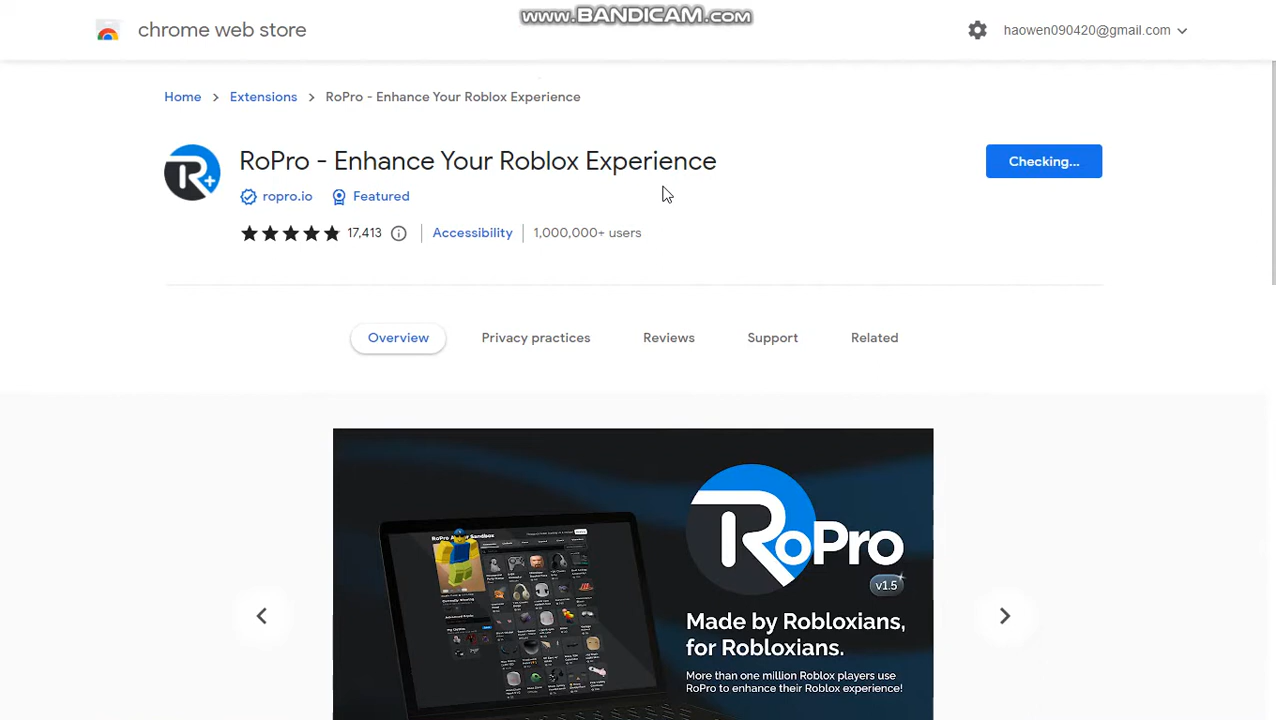 www.BANDICAM.com
chrome web store
haowen090420@gmail.com
Home > Extensions > RoPro - Enhance Your Roblox Experience
RoPro - Enhance Your Roblox Experience
Checking...
ropro.io Featured
17,413 Accessibility 1,000,000+ users
Overview Privacy practices Reviews Support Related
RoPro
v1.5
Made by Robloxians,
for Robloxians.
More than one million Roblox players use
RoPro to enhance their Roblox experience!